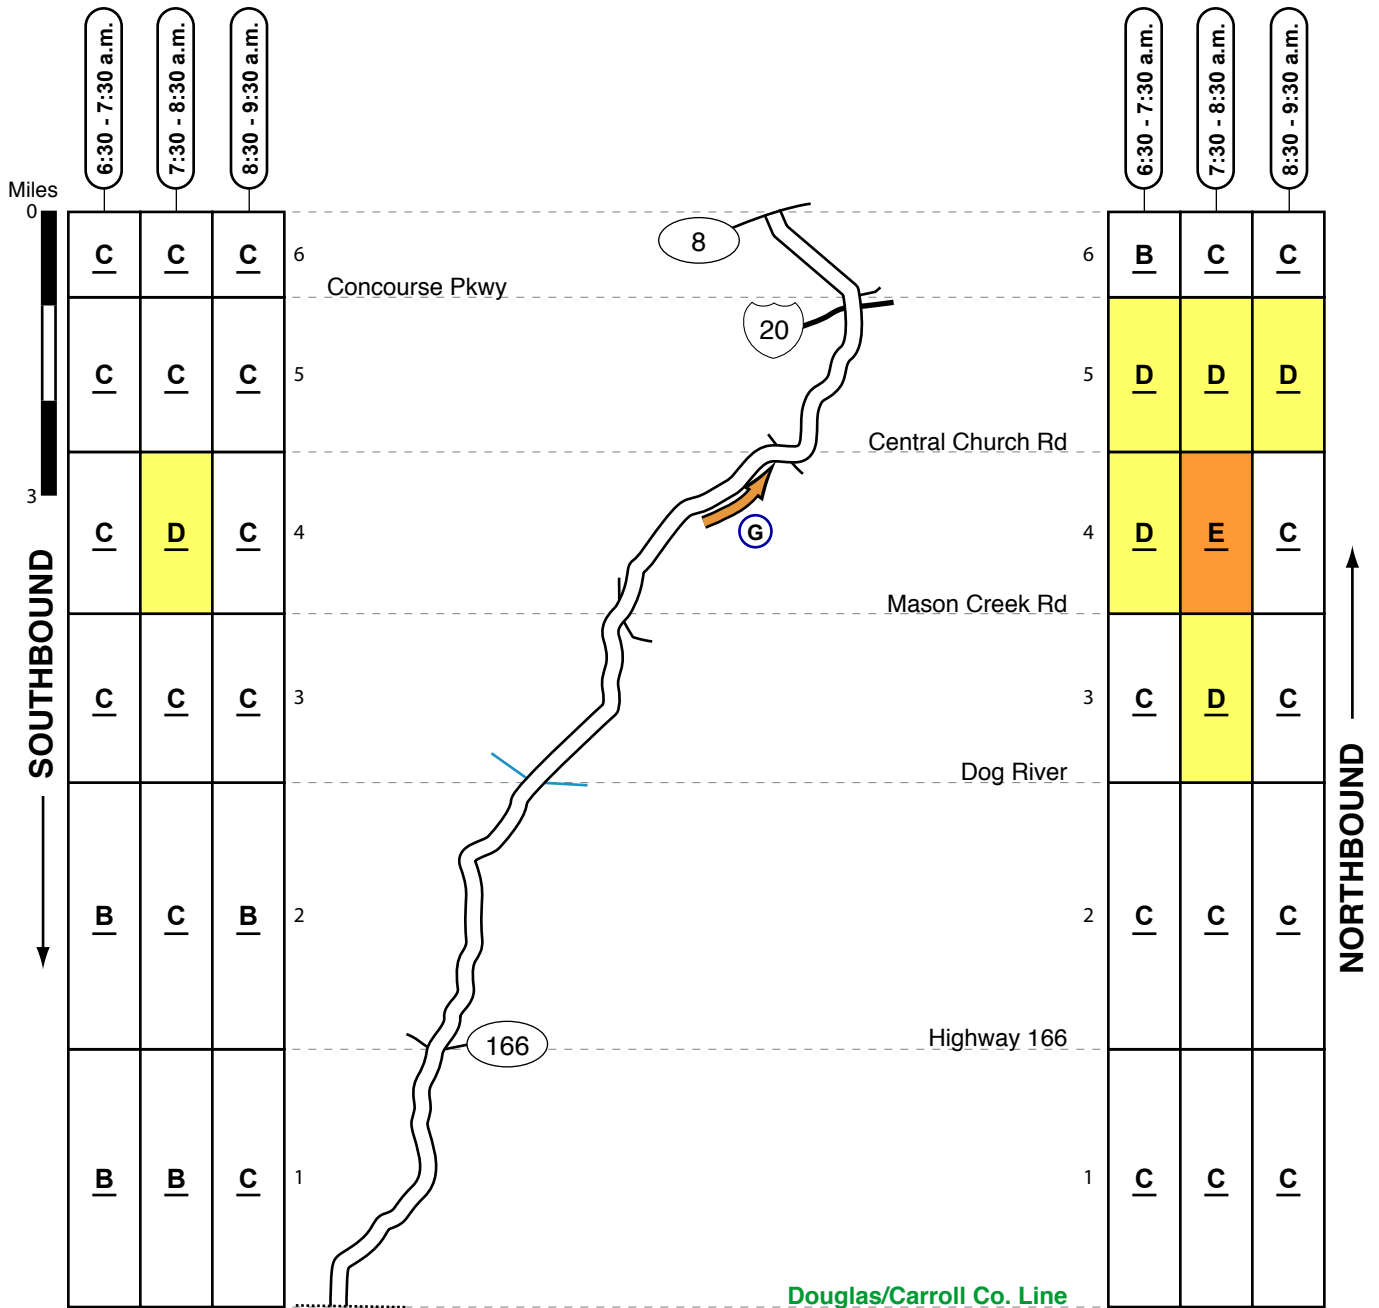 6:30 - 7:30 a.m. 7:30 - 8:30 a.m. 8:30 - 9:30 a.m. 6:30 - 7:30 a.m. 7:30 - 8:30 a.m. 8:30 - 9:30 a.m.
Miles
0
C C C 6 8 6 B C C
Concourse Pkwy
20
C C C 5 5 D D D
Central Church Rd
3
C D C 4 G 4 D E C
Mason Creek Rd
SOUTHBOUND
C C C 3 3 C D C
Dog River
NORTHBOUND
B C B 2 2 C C C
Highway 166
166
B B C 1 1 C C C
Douglas/Carroll Co. Line